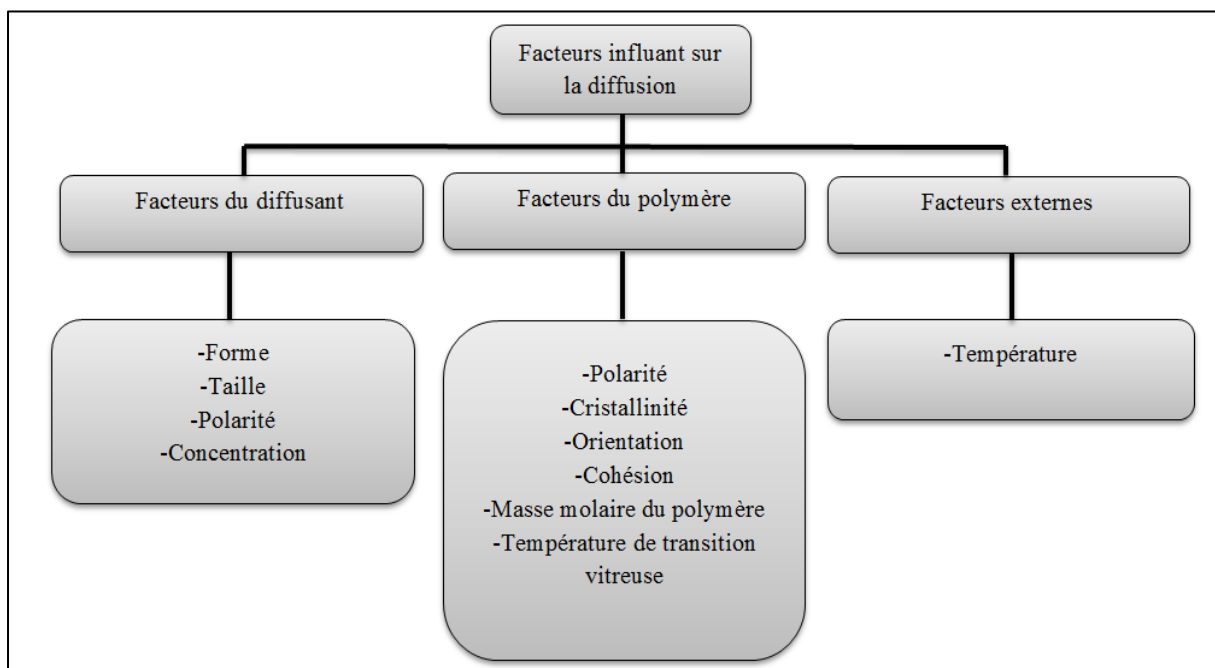 Facteurs influant sur
la diffusion
Facteurs du diffusant
Facteurs du polymère
Facteurs externes
-Forme
-Taille
-Polarité
-Concentration
-Polarité
-Cristallinité
-Orientation
-Cohésion
-Masse molaire du polymère
-Température de transition
vitreuse
-Température